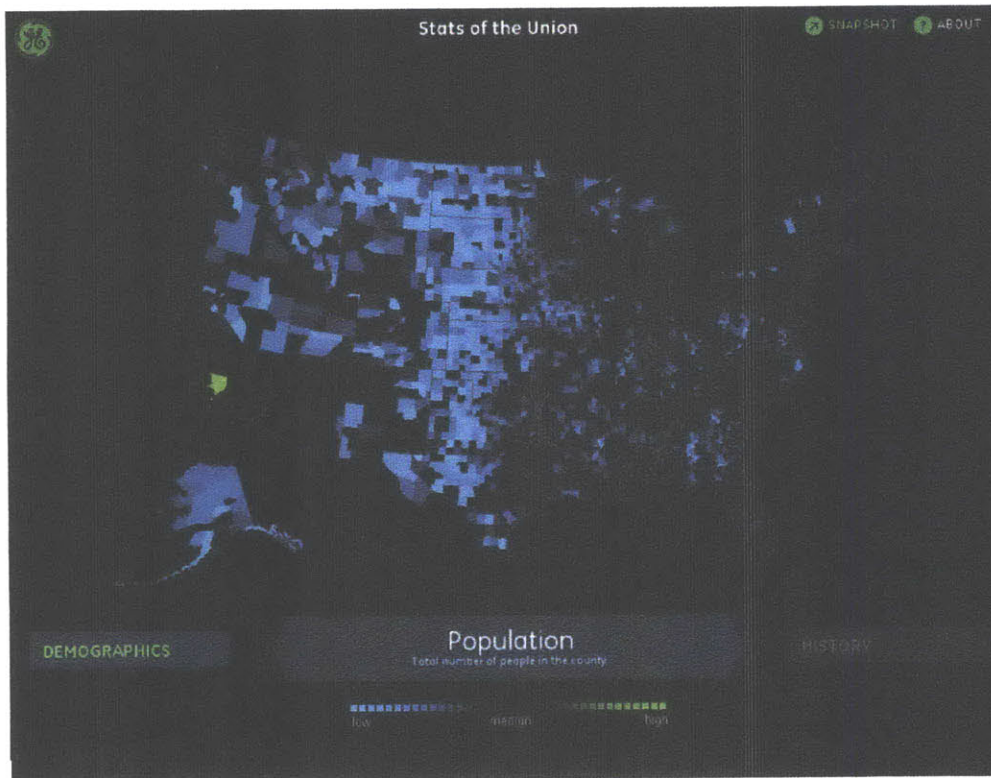 Stats of the Union
SNAPSHOT
ABOUT
DEMOGRAPHICS
Population
Total number of people in the county
HISTORY
low
median
high